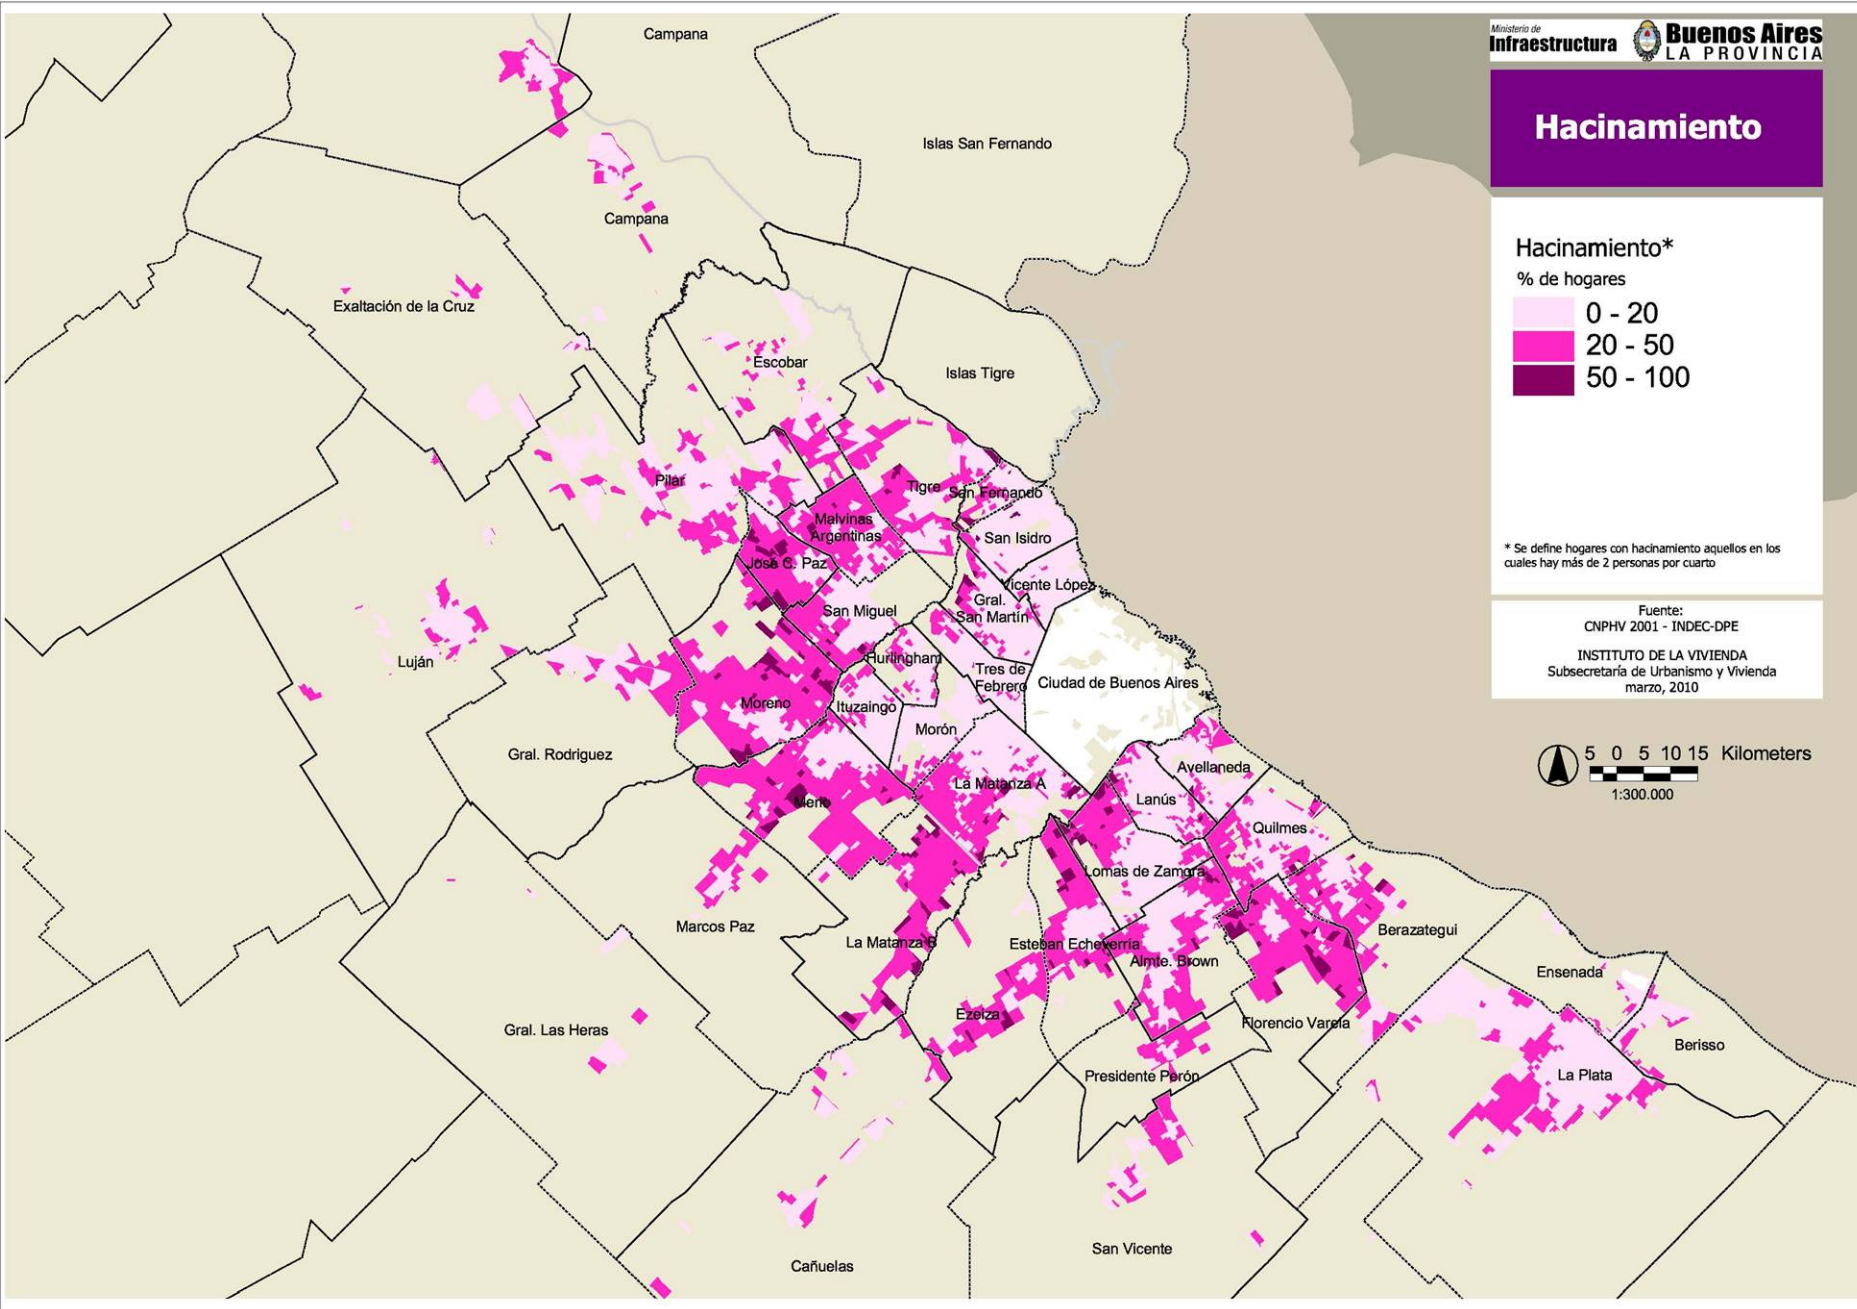 Ministerio de
Infraestructura
Buenos Aires
LA PROVINCIA
Hacinamiento
Hacinamiento*
% de hogares
0 - 20
20 - 50
50 - 100
* Se define hogares con hacinamiento aquellos en los
cuales hay más de 2 personas por cuarto
Fuente:
CNPHV 2001 - INDEC-DPE
INSTITUTO DE LA VIVIENDA
Subsecretaría de Urbanismo y Vivienda
marzo, 2010
5 0 5 10 15 Kilometers
1:300.000
Campana
Islas San Fernando
Campana
Exaltación de la Cruz
Escobar
Islas Tigre
Pilar
Tigre
San Fernando
Malvinas
Argentinas
San Isidro
José C. Paz
Vicente López
Gral.
San Martín
San Miguel
Hurlingham
Luján
Tres de
Febrero
Ciudad de Buenos Aires
Moreno
Ituzaingo
Morón
Gral. Rodriguez
Avellaneda
La Matanza A
Merlo
Lanús
Quilmes
Lomas de Zamora
Marcos Paz
La Matanza B
Esteban Echeverría
Berazategui
Almte. Brown
Ensenada
Ezeiza
Florencio Varela
Gral. Las Heras
Berisso
La Plata
Presidente Perón
San Vicente
Cañuelas